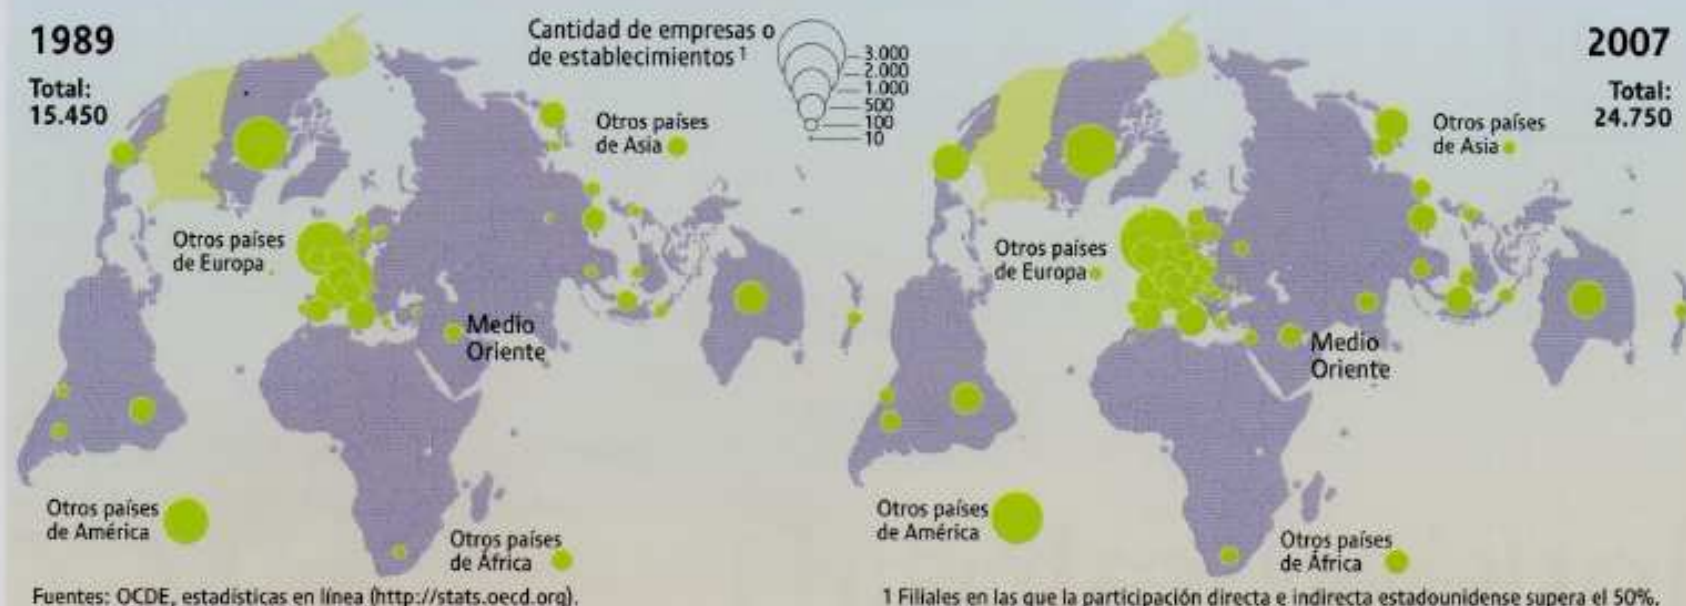 1989
Total:
15.450
Cantidad de empresas o
de establecimientos 1
3.000
2.000
1.000
500
100
10
Otros países
de Asia
Otros países
de Europa
Medio
Oriente
Otros países
de América
Otros países
de África
Fuentes: OCDE, estadísticas en línea (http://stats.oecd.org).
2007
Total:
24.750
Otros países
de Asia
Otros países
de Europa
Medio
Oriente
Otros países
de América
Otros países
de África
1 Filiales en las que la participación directa e indirecta estadounidense supera el 50%.